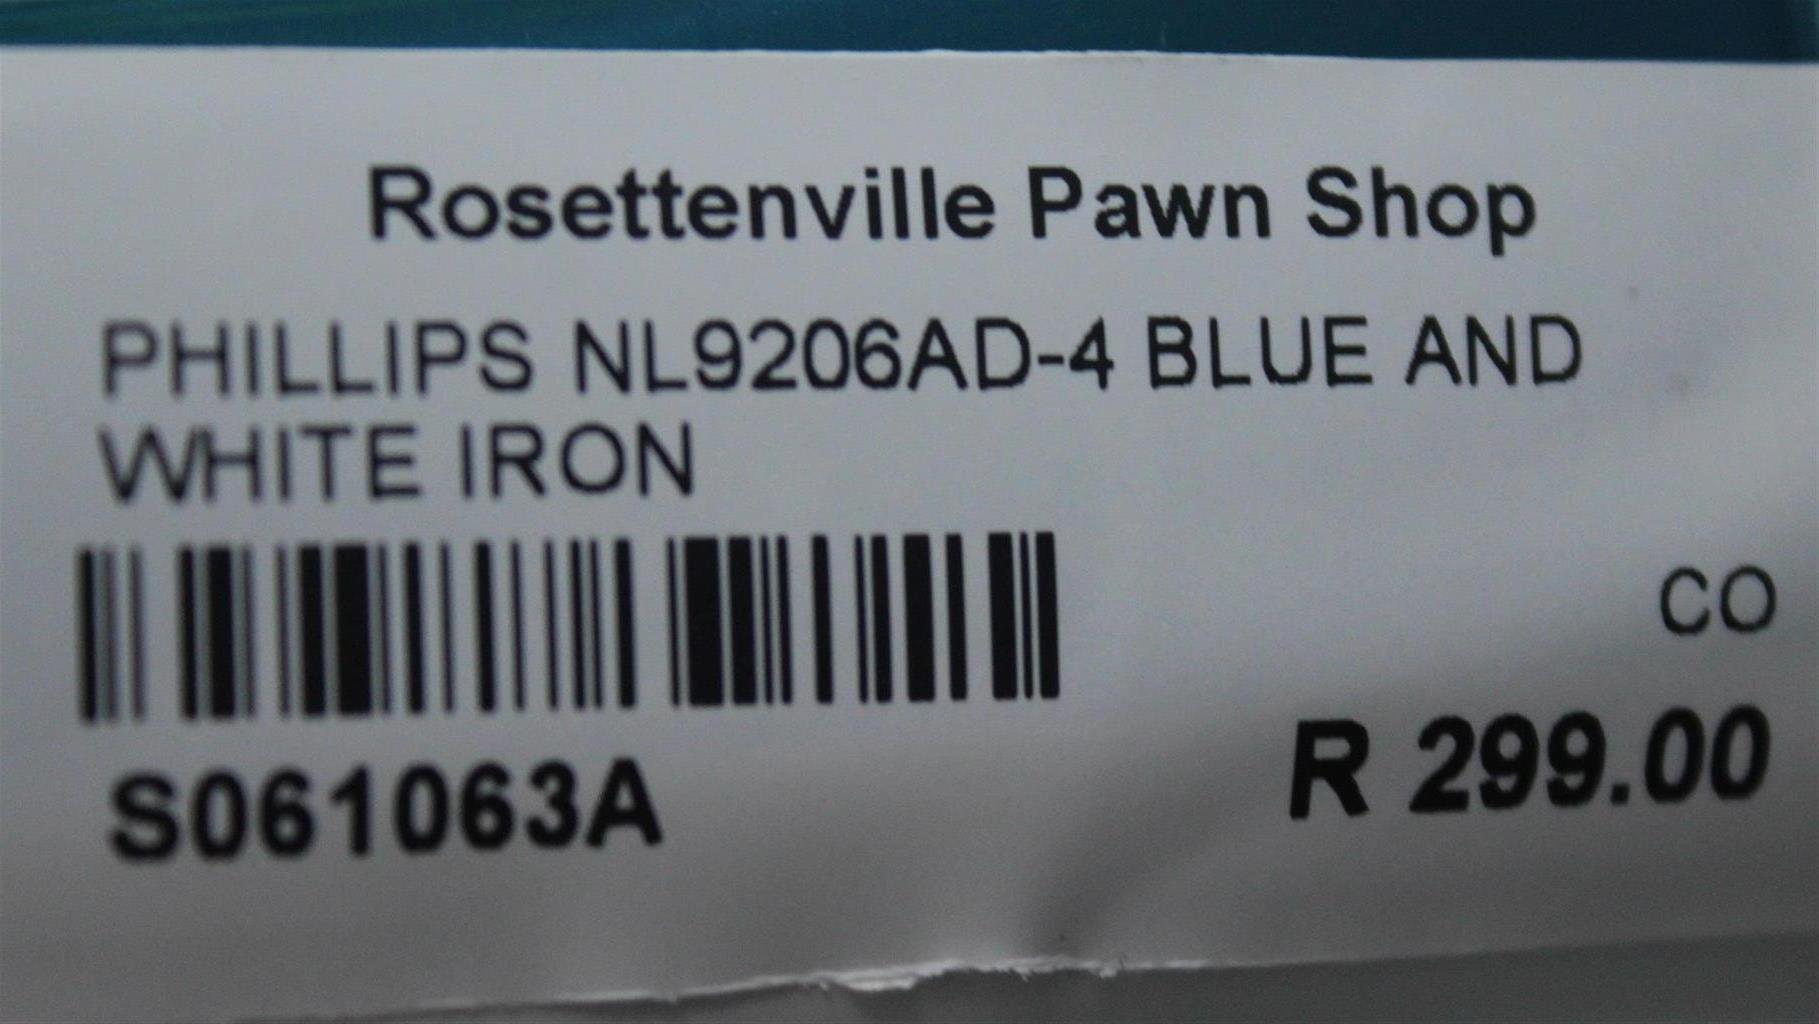 Rosettenville Pawn Shop
PHILLIPS NL9206AD-4 BLUE AND
WHITE IRON
CO
S061063A
R 299.00